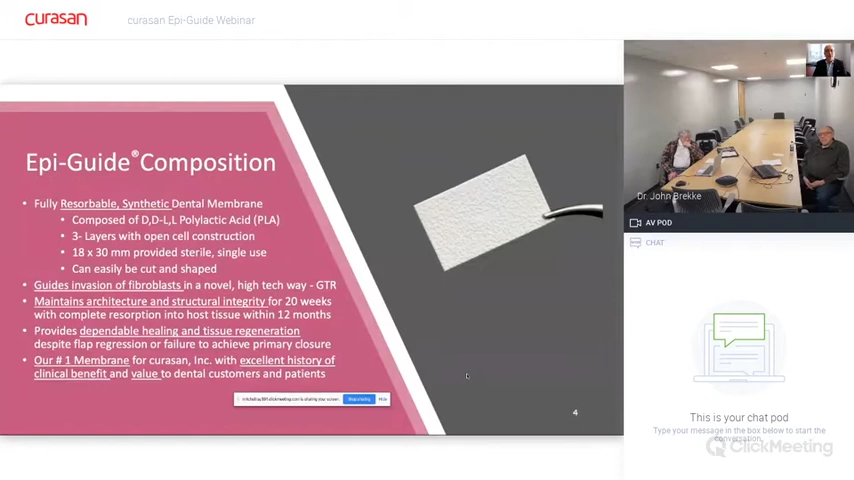 curasan
curasan Epi-Guide Webinar
Epi-Guide® Composition
• Fully Resorbable, Synthetic Dental Membrane
• Composed of D,D-L,L Polylactic Acid (PLA)
• 3- Layers with open cell construction
• 18 x 30 mm provided sterile, single use
• Can easily be cut and shaped
• Guides invasion of fibroblasts in a novel, high tech way - GTR
• Maintains architecture and structural integrity for 20 weeks
with complete resorption into host tissue within 12 months
• Provides dependable healing and tissue regeneration
despite flap regression or failure to achieve primary closure
• Our # 1 Membrane for curasan, Inc. with excellent history of
clinical benefit and value to dental customers and patients
Stop sharing
Hide
4
Dr. John Brekke
AV POD
CHAT
This is your chat pod
Type your message in the box below to start the
conversation.
ClickMeeting